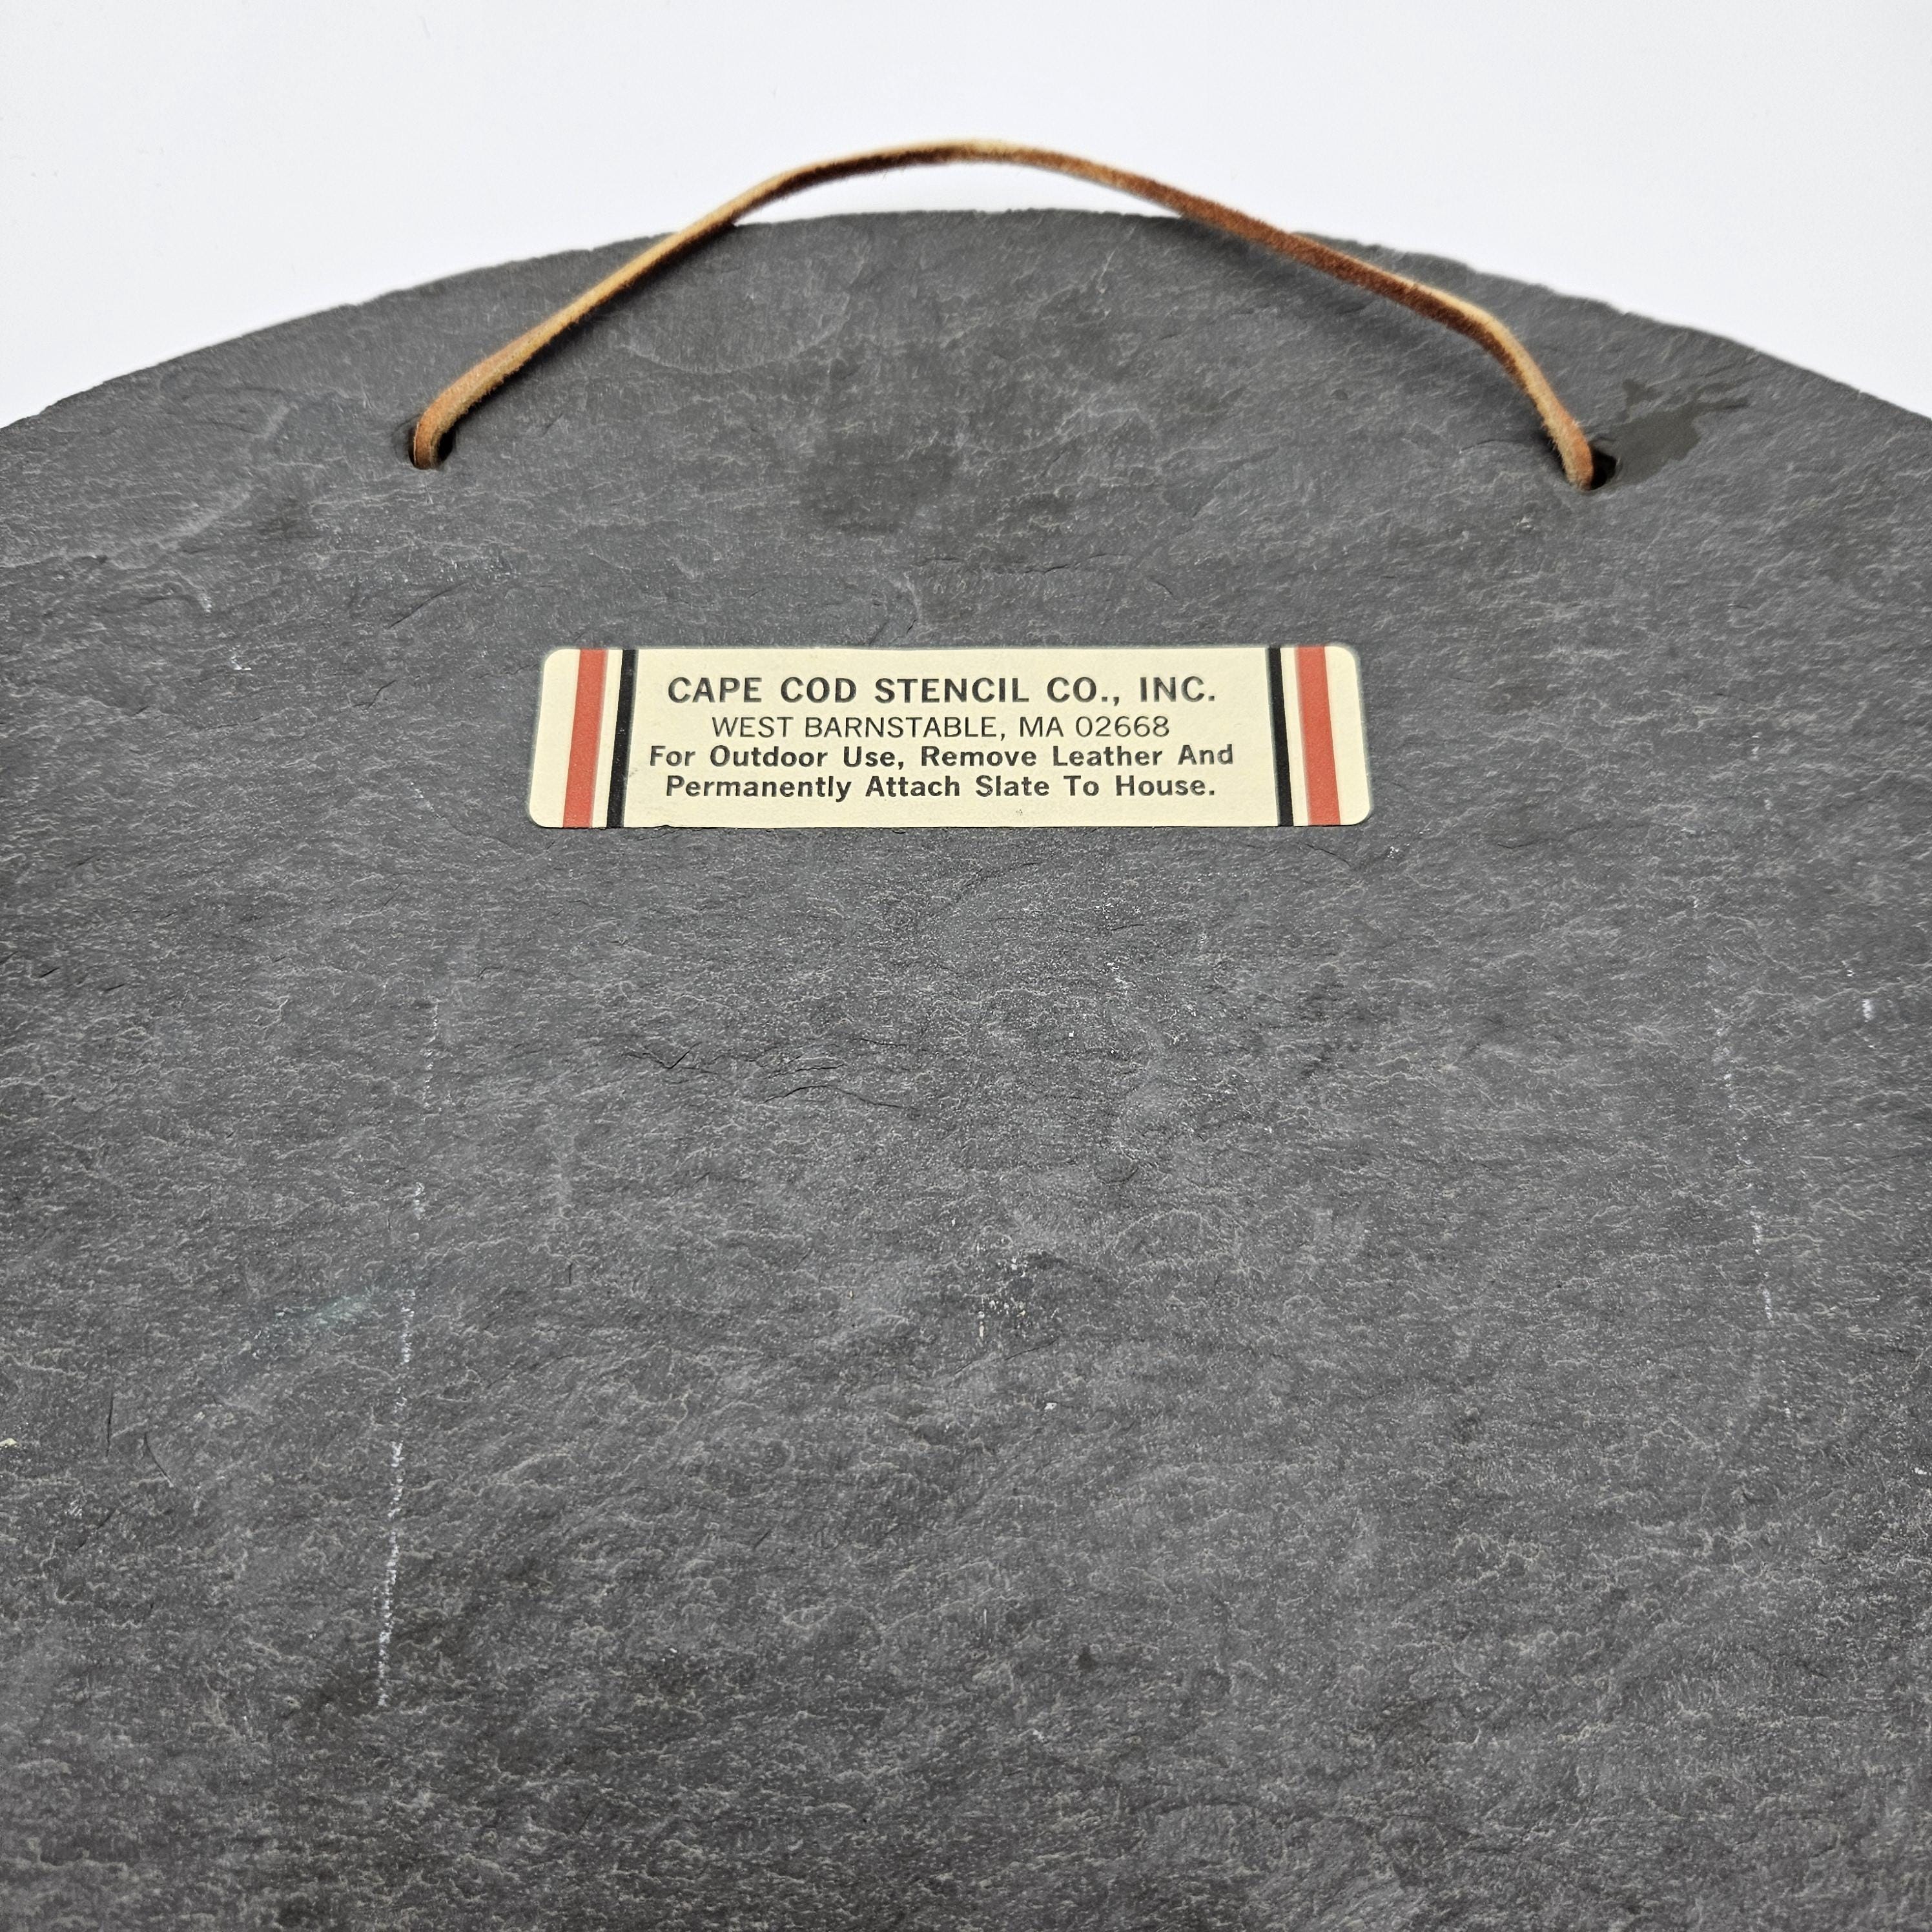 CAPE COD STENCIL CO., INC.
WEST BARNSTABLE, MA 02668
For Outdoor Use, Remove Leather And
Permanently Attach Slate To House.